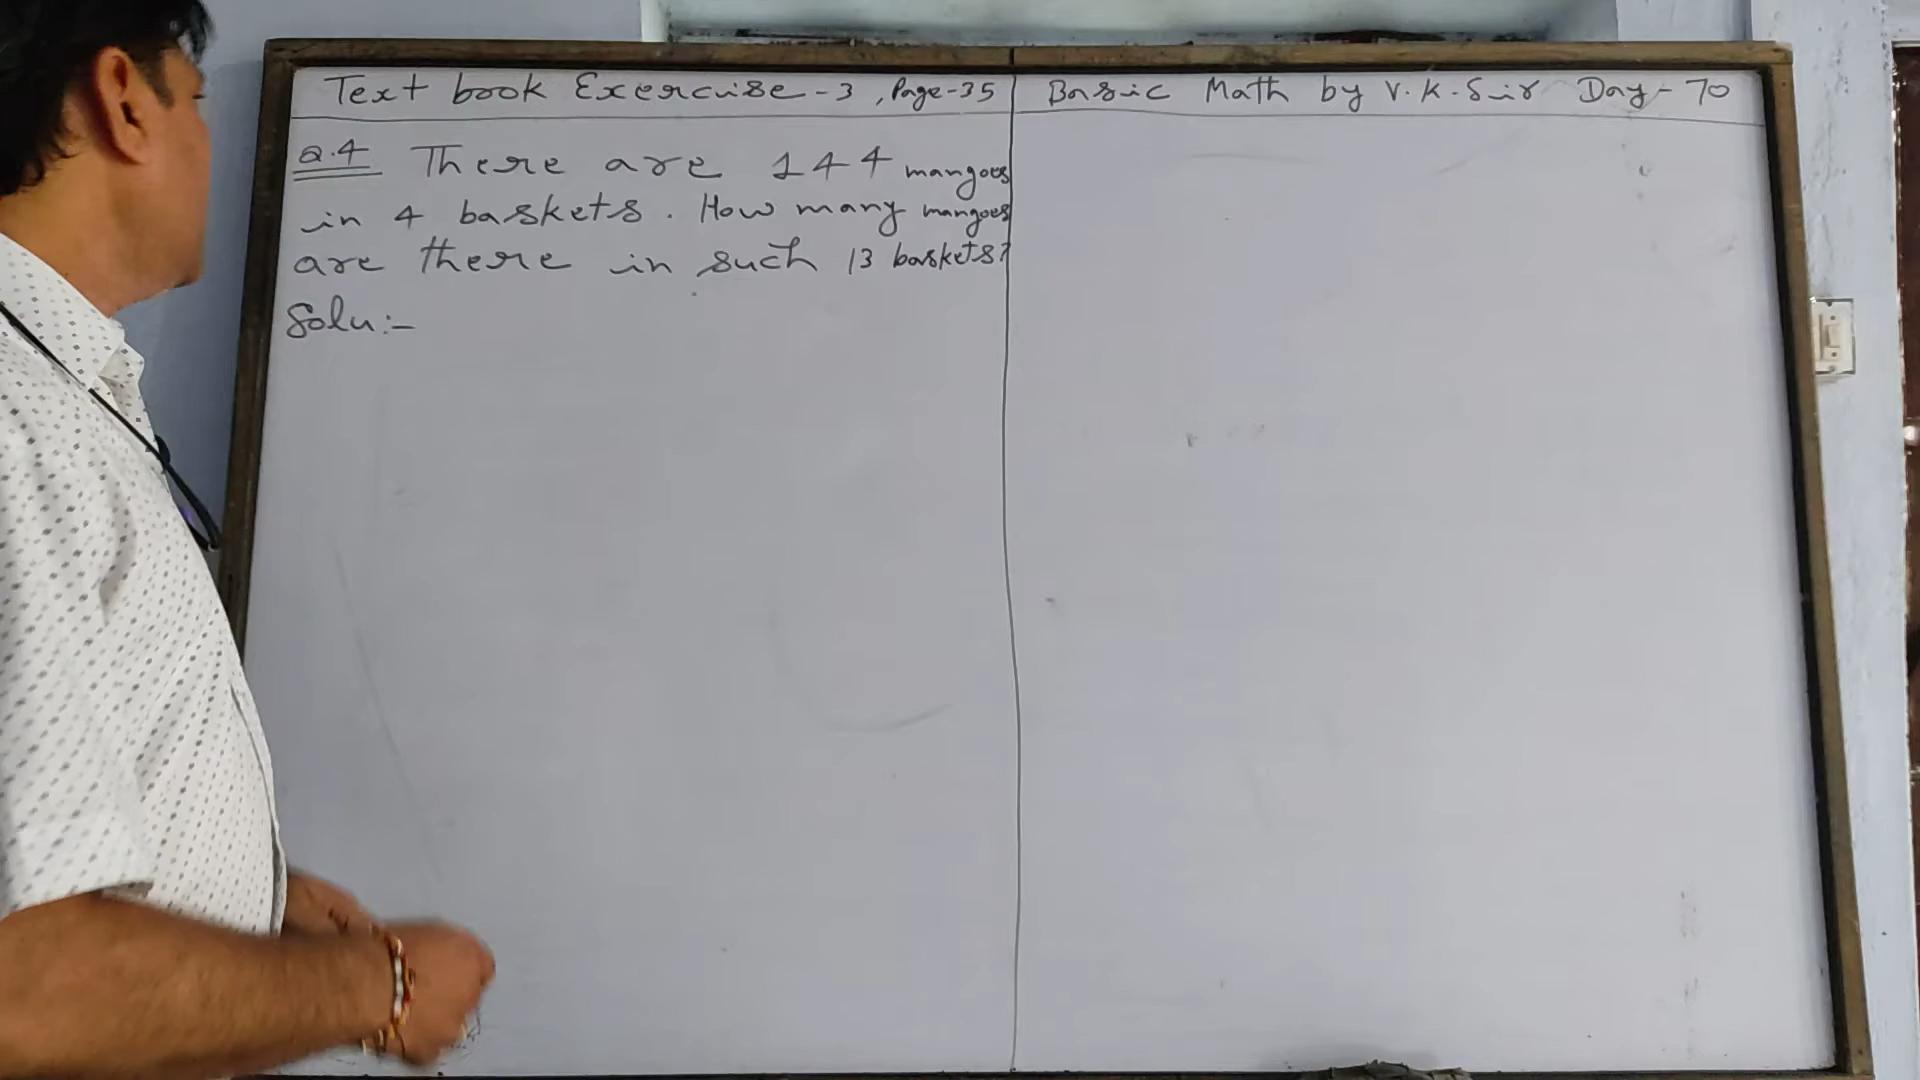 Text book Exercise-3, Page-35
Basic Math by V.K. Sir Day-70
Q.4 There are 144 mangoes
in 4 baskets. How many mangoes
are there in such 13 baskets?
Solu:-